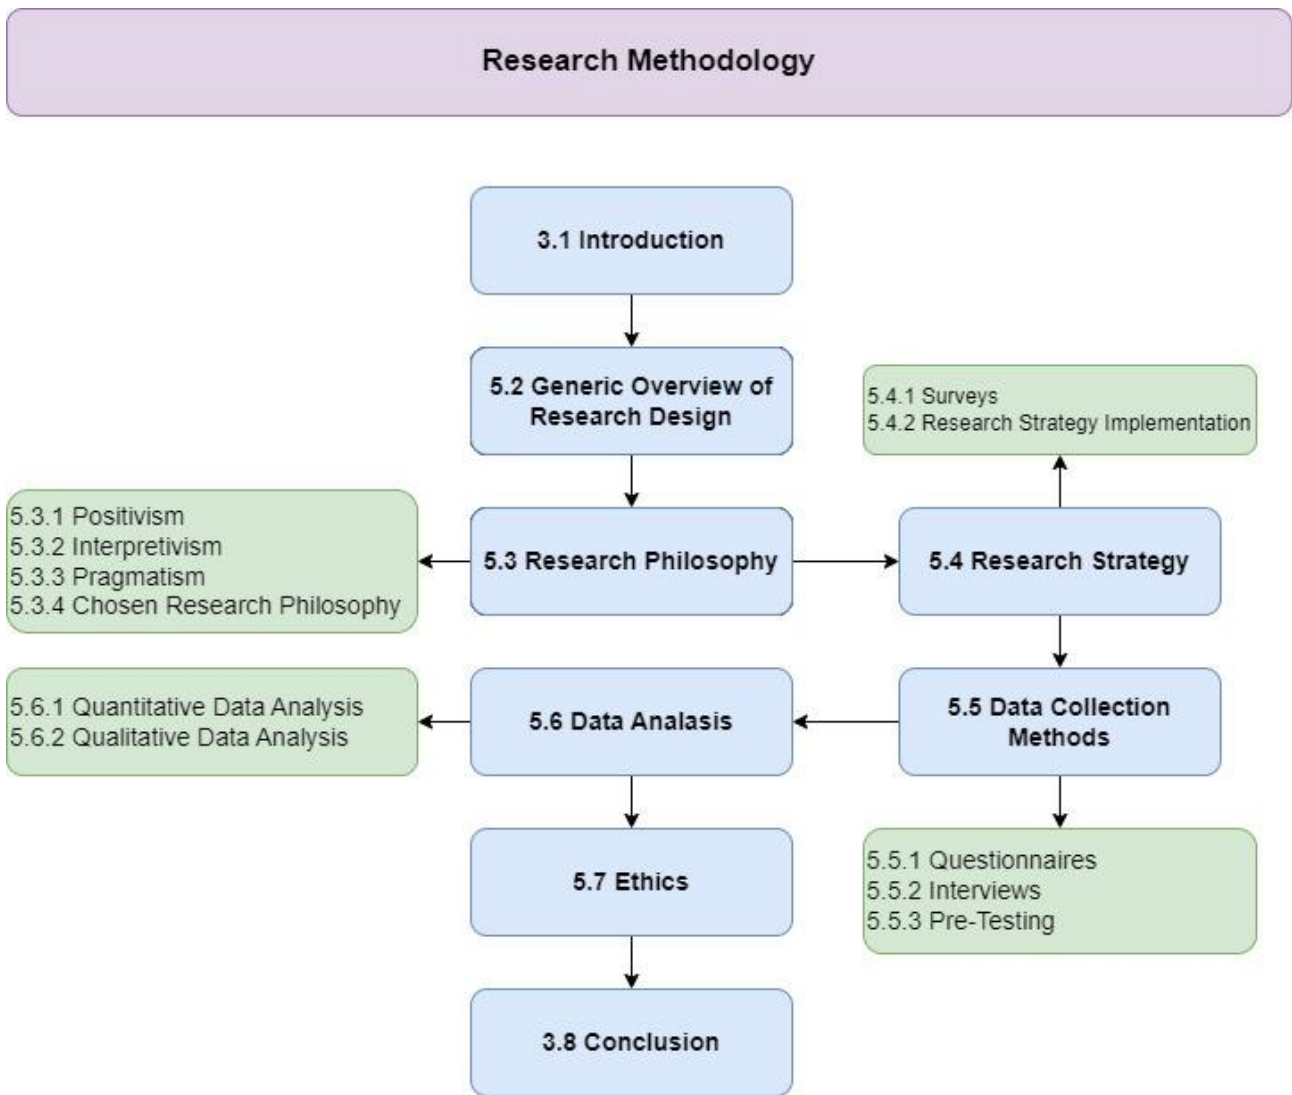 Research Methodology
3.1 Introduction
5.2 Generic Overview of
Research Design
5.3 Research Philosophy
5.3.1 Positivism
5.3.2 Interpretivism
5.3.3 Pragmatism
5.3.4 Chosen Research Philosophy
5.4 Research Strategy
5.4.1 Surveys
5.4.2 Research Strategy Implementation
5.5 Data Collection
Methods
5.5.1 Questionnaires
5.5.2 Interviews
5.5.3 Pre-Testing
5.6 Data Analasis
5.6.1 Quantitative Data Analysis
5.6.2 Qualitative Data Analysis
5.7 Ethics
3.8 Conclusion